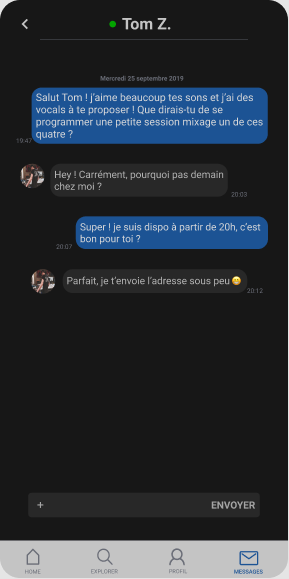 Tom Z.
Mercredi 25 septembre 2019
Salut Tom ! j'aime beaucoup tes sons et j'ai des
vocals à te proposer ! Que dirais-tu de se
programmer une petite session mixage un de ces
quatre ?
19:47
Hey ! Carrément, pourquoi pas demain
chez moi ?
20:03
Super ! je suis dispo à partir de 20h, c'est
bon pour toi ?
20:07
Parfait, je t'envoie l'adresse sous peu 😁
20:12
+ ENVOYER
HOME EXPLORER PROFIL MESSAGES